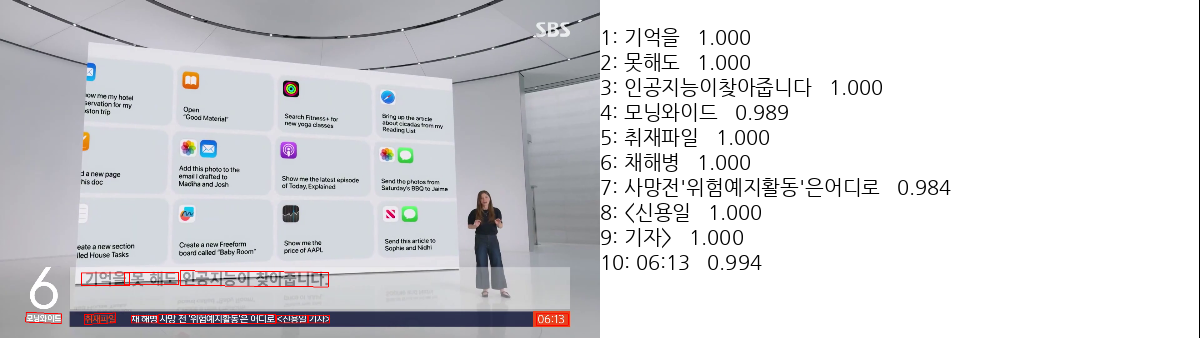 SBS
how me my hotel
servation for my
ston trip
Open
"Good Material"
Search Fitness+ for
new yoga classes
Bring up the article
about cicadas from my
Reading List
d a new page
his doc
Add this photo to the
email I drafted to
Madiha and Josh
Show me the latest episode
of Today, Explained
Send the photos from
Saturday's BBQ to Jaime
eate a new section
lled House Tasks
Create a new Freeform
board called "Baby Room"
Show me the
price of AAPL
Send this article to
Sophie and Nidhi
기억을 못 해도 인공지능이 찾아줍니다.
6
모닝와이드
취재파일 채 해병 사망 전 '위험예지활동'은 어디로 <신용일 기자>
06:13
1: 기억을 1.000
2: 못해도 1.000
3: 인공지능이찾아줍니다 1.000
4: 모닝와이드 0.989
5: 취재파일 1.000
6: 채해병 1.000
7: 사망전'위험예지활동'은어디로 0.984
8: <신용일 1.000
9: 기자> 1.000
10: 06:13 0.994